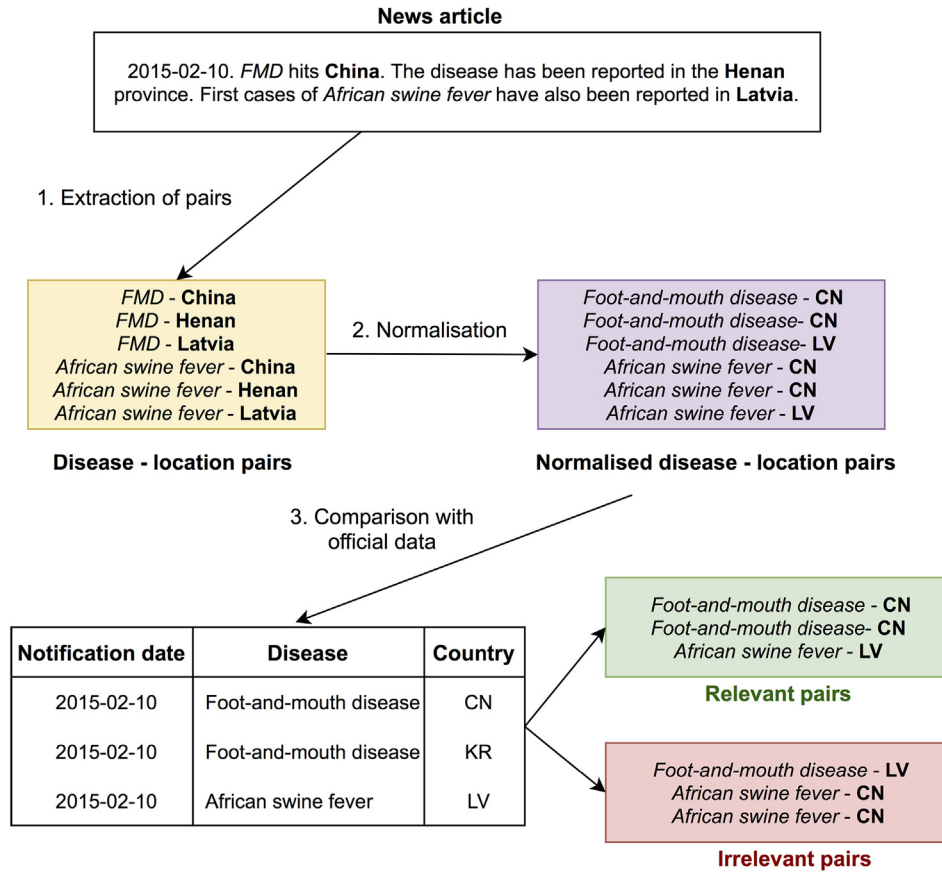 News article
2015-02-10. FMD hits China. The disease has been reported in the Henan
province. First cases of African swine fever have also been reported in Latvia.
1. Extraction of pairs
FMD - China
FMD - Henan
FMD - Latvia
African swine fever - China
African swine fever - Henan
African swine fever - Latvia
Disease - location pairs
2. Normalisation
Foot-and-mouth disease - CN
Foot-and-mouth disease- CN
Foot-and-mouth disease- LV
African swine fever - CN
African swine fever - CN
African swine fever - LV
Normalised disease - location pairs
3. Comparison with
official data
Notification date Disease Country
2015-02-10 Foot-and-mouth disease CN
2015-02-10 Foot-and-mouth disease KR
2015-02-10 African swine fever LV
Foot-and-mouth disease - CN
Foot-and-mouth disease- CN
African swine fever - LV
Relevant pairs
Foot-and-mouth disease - LV
African swine fever - CN
African swine fever - CN
Irrelevant pairs